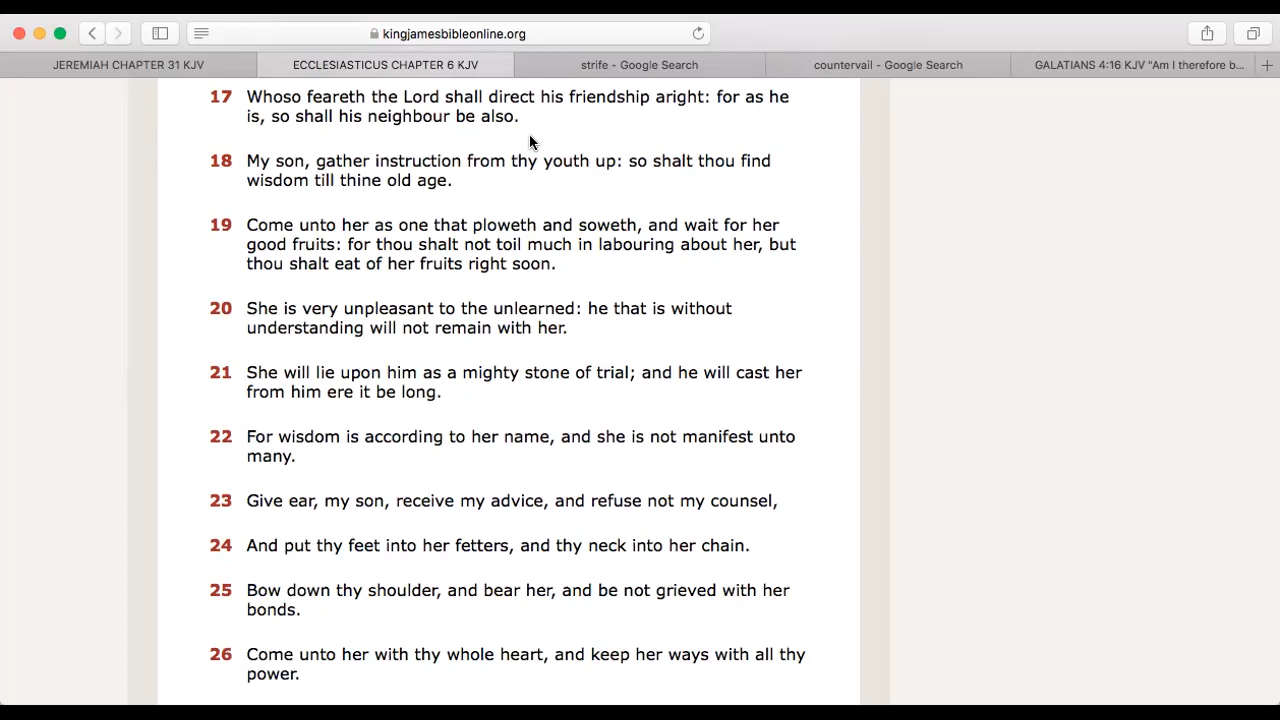 kingjamesbibleonline.org
JEREMIAH CHAPTER 31 KJV
ECCLESIASTICUS CHAPTER 6 KJV
strife - Google Search
countervail - Google Search
GALATIANS 4:16 KJV "Am I therefore b...
17 Whoso feareth the Lord shall direct his friendship aright: for as he
is, so shall his neighbour be also.
18 My son, gather instruction from thy youth up: so shalt thou find
wisdom till thine old age.
19 Come unto her as one that ploweth and soweth, and wait for her
good fruits: for thou shalt not toil much in labouring about her, but
thou shalt eat of her fruits right soon.
20 She is very unpleasant to the unlearned: he that is without
understanding will not remain with her.
21 She will lie upon him as a mighty stone of trial; and he will cast her
from him ere it be long.
22 For wisdom is according to her name, and she is not manifest unto
many.
23 Give ear, my son, receive my advice, and refuse not my counsel,
24 And put thy feet into her fetters, and thy neck into her chain.
25 Bow down thy shoulder, and bear her, and be not grieved with her
bonds.
26 Come unto her with thy whole heart, and keep her ways with all thy
power.